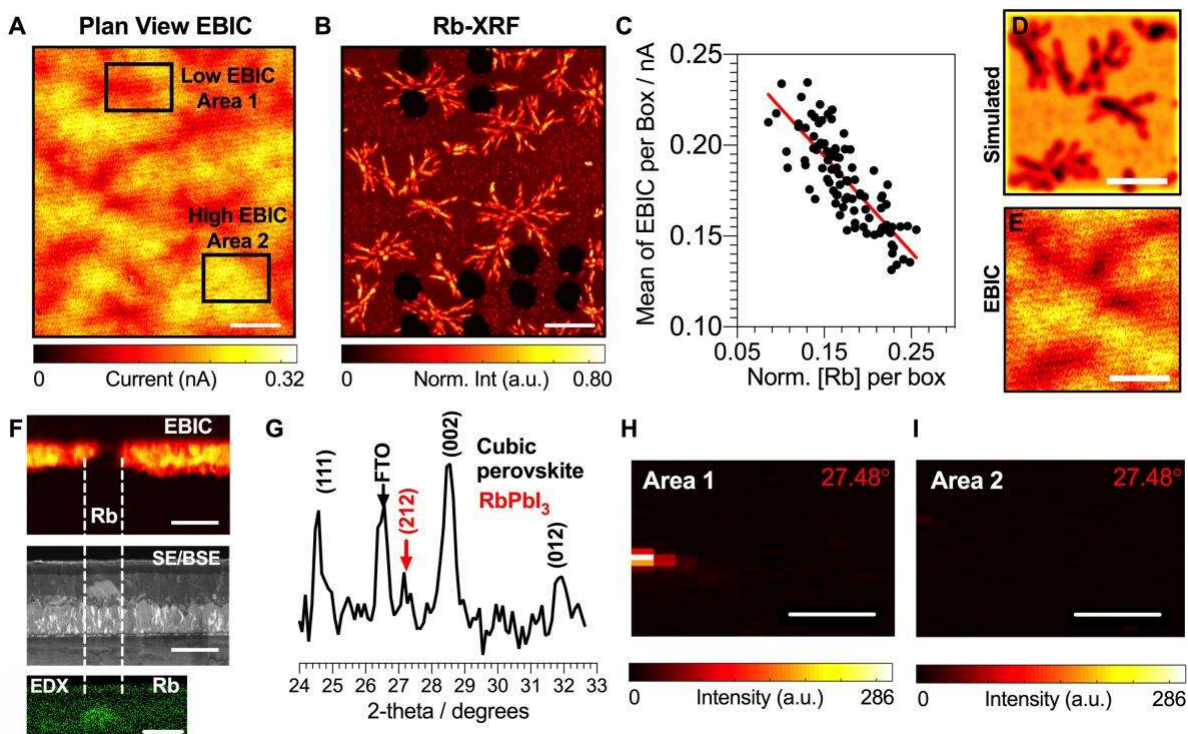 A
Plan View EBIC
Low EBIC
Area 1
High EBIC
Area 2
0
Current (nA)
0.32
B
Rb-XRF
0
Norm. Int (a.u.)
0.80
C
Mean of EBIC per Box / nA
0.25
0.20
0.15
0.10
0.05
0.15
0.25
Norm. [Rb] per box
D
Simulated
E
EBIC
F
EBIC
Rb
SE/BSE
EDX
Rb
G
(111)
FTO
(212)
(002)
(012)
Cubic
perovskite
RbPbI₃
24 25 26 27 28 29 30 31 32 33
2-theta / degrees
H
Area 1
27.48°
0
Intensity (a.u.)
286
I
Area 2
27.48°
0
Intensity (a.u.)
286